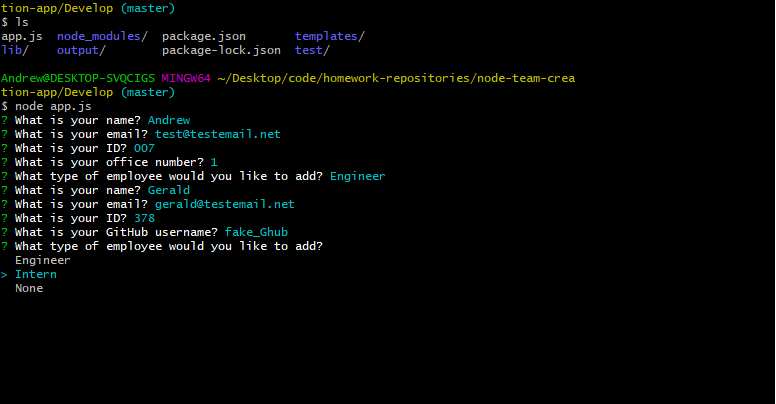 tion-app/Develop (master)
$ ls
app.js  node_modules/  package.json       templates/
lib/    output/        package-lock.json  test/
Andrew@DESKTOP-SVQCIGS MINGW64 ~/Desktop/code/homework-repositories/node-team-crea
tion-app/Develop (master)
$ node app.js
? What is your name? Andrew
? What is your email? test@testemail.net
? What is your ID? 007
? What is your office number? 1
? What type of employee would you like to add? Engineer
? What is your name? Gerald
? What is your email? gerald@testemail.net
? What is your ID? 378
? What is your GitHub username? fake_Ghub
? What type of employee would you like to add?
  Engineer
> Intern
  None